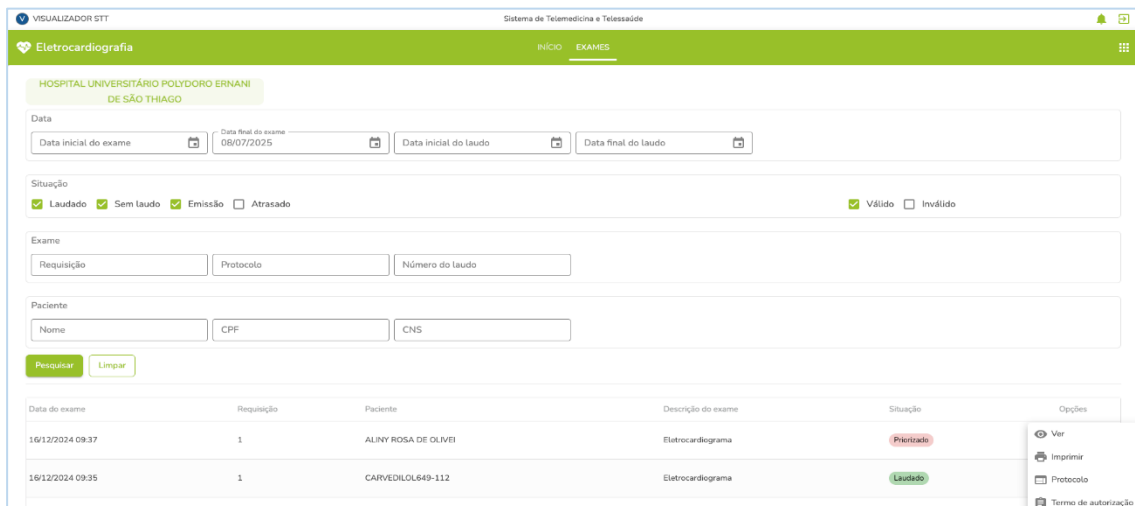 V VISUALIZADOR STT
Sistema de Telemedicina e Telessaúde
Eletrocardiografia
INÍCIO EXAMES
HOSPITAL UNIVERSITÁRIO POLYDORO ERNANI
DE SÃO THIAGO
Data
Data inicial do exame
Data final do exame
08/07/2025
Data inicial do laudo
Data final do laudo
Situação
Laudado Sem laudo Emissão Atrasado Válido Inválido
Exame
Requisição Protocolo Número do laudo
Paciente
Nome CPF CNS
Pesquisar Limpar
Data do exame Requisição Paciente Descrição do exame Situação Opções
16/12/2024 09:37 1 ALINY ROSA DE OLIVEI Eletrocardiograma Priorizado
16/12/2024 09:35 1 CARVEDILOL649-112 Eletrocardiograma Laudado
Ver
Imprimir
Protocolo
Termo de autorização